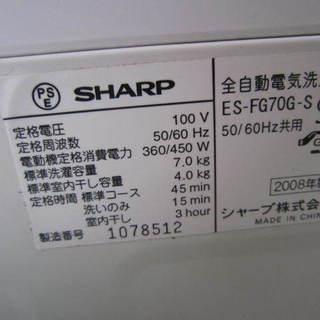 PSE SHARP
全自動電気洗
ES-FG70G-S
50/60Hz共用
定格電圧 100 V
定格周波数 50/60 Hz
電動機定格消費電力 360/450 W
標準洗濯容量 7.0 kg
標準室内干し容量 4.0 kg
定格時間 標準コース 45 min
洗いのみ 15 min
室内干し 3 hour
製造番号 1078512
2008年
シャープ株式
MADE IN CHIN